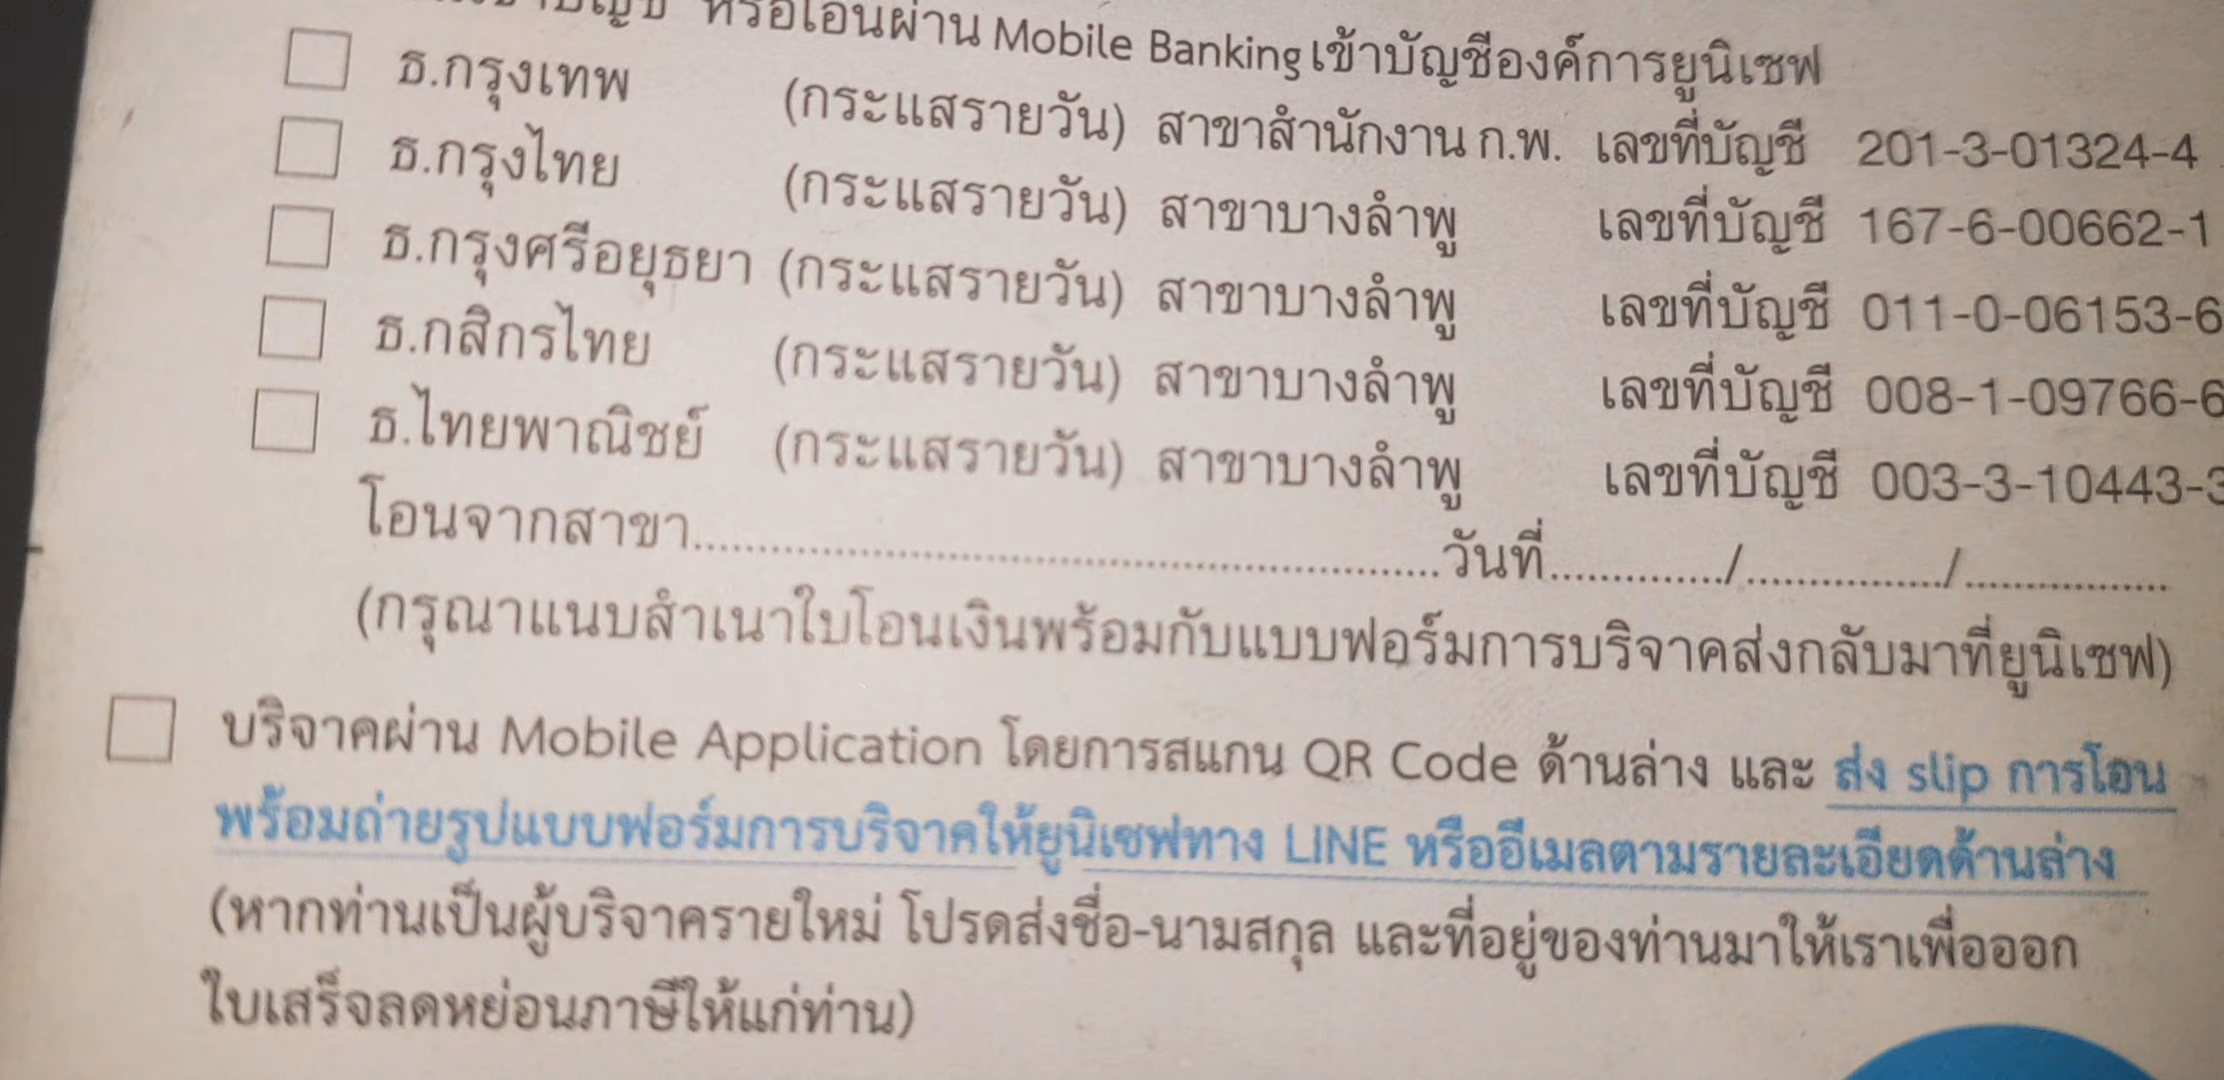 หรือโอนผ่าน Mobile Banking เข้าบัญชีองค์การยูนิเซฟ
ธ.กรุงเทพ (กระแสรายวัน) สาขาสำนักงาน ก.พ. เลขที่บัญชี 201-3-01324-4
ธ.กรุงไทย (กระแสรายวัน) สาขาบางลำพู เลขที่บัญชี 167-6-00662-1
ธ.กรุงศรีอยุธยา (กระแสรายวัน) สาขาบางลำพู เลขที่บัญชี 011-0-06153-6
ธ.กสิกรไทย (กระแสรายวัน) สาขาบางลำพู เลขที่บัญชี 008-1-09766-6
ธ.ไทยพาณิชย์ (กระแสรายวัน) สาขาบางลำพู เลขที่บัญชี 003-3-10443-3
โอนจากสาขา.................................................วันที่............../................/................
(กรุณาแนบสำเนาใบโอนเงินพร้อมกับแบบฟอร์มการบริจาคส่งกลับมาที่ยูนิเซฟ)
บริจาคผ่าน Mobile Application โดยการสแกน QR Code ด้านล่าง และ ส่ง slip การโอน
พร้อมถ่ายรูปแบบฟอร์มการบริจาคให้ยูนิเซฟทาง LINE หรืออีเมลตามรายละเอียดด้านล่าง
(หากท่านเป็นผู้บริจาครายใหม่ โปรดส่งชื่อ-นามสกุล และที่อยู่ของท่านมาให้เราเพื่อออก
ใบเสร็จลดหย่อนภาษีให้แก่ท่าน)